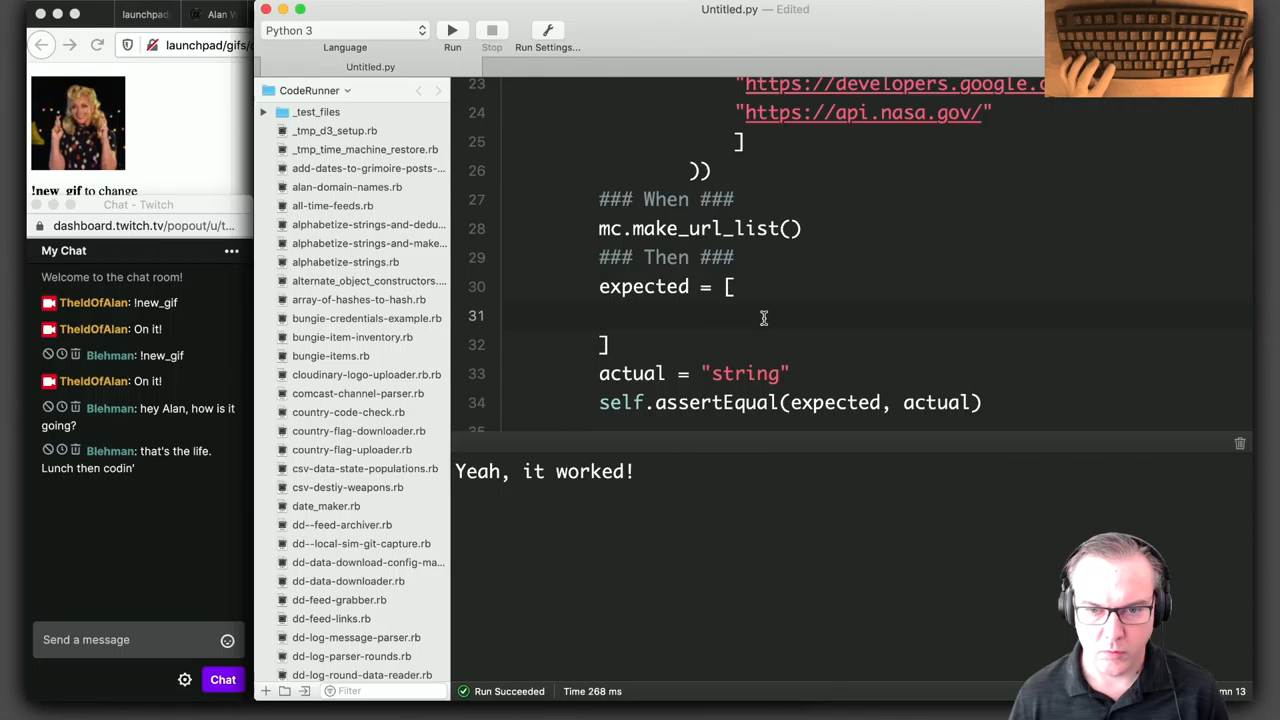 launchpad
Alan W
launchpad/gifs/
!new_gif to change
Chat - Twitch
dashboard.twitch.tv/popout/u/t...
My Chat
Welcome to the chat room!
TheIdOfAlan: !new_gif
TheIdOfAlan: On it!
Blehman: !new_gif
TheIdOfAlan: On it!
Blehman: hey Alan, how is it
going?
Blehman: that's the life.
Lunch then codin'
Send a message
Chat
Untitled.py — Edited
Python 3
Language
Run
Stop
Run Settings...
Untitled.py
CodeRunner
_test_files
_tmp_d3_setup.rb
_tmp_time_machine_restore.rb
add-dates-to-grimoire-posts-...
alan-domain-names.rb
all-time-feeds.rb
alphabetize-strings-and-dedu...
alphabetize-strings-and-make...
alphabetize-strings.rb
alternate_object_constructors.
array-of-hashes-to-hash.rb
bungie-credentials-example.rb
bungie-item-inventory.rb
bungie-items.rb
cloudinary-logo-uploader.rb.rb
comcast-channel-parser.rb
country-code-check.rb
country-flag-downloader.rb
country-flag-uploader.rb
csv-data-state-populations.rb
csv-destiy-weapons.rb
date_maker.rb
dd--feed-archiver.rb
dd--local-sim-git-capture.rb
dd-data-download-config-ma...
dd-data-downloader.rb
dd-feed-grabber.rb
dd-feed-links.rb
dd-log-message-parser.rb
dd-log-parser-rounds.rb
dd-log-round-data-reader.rb
Filter
23 "https://developers.google.
24 "https://api.nasa.gov/"
25 ]
26 ))
27 ### When ###
28 mc.make_url_list()
29 ### Then ###
30 expected = [
31
32 ]
33 actual = "string"
34 self.assertEqual(expected, actual)
Yeah, it worked!
Run Succeeded
Time 268 ms
mn 13